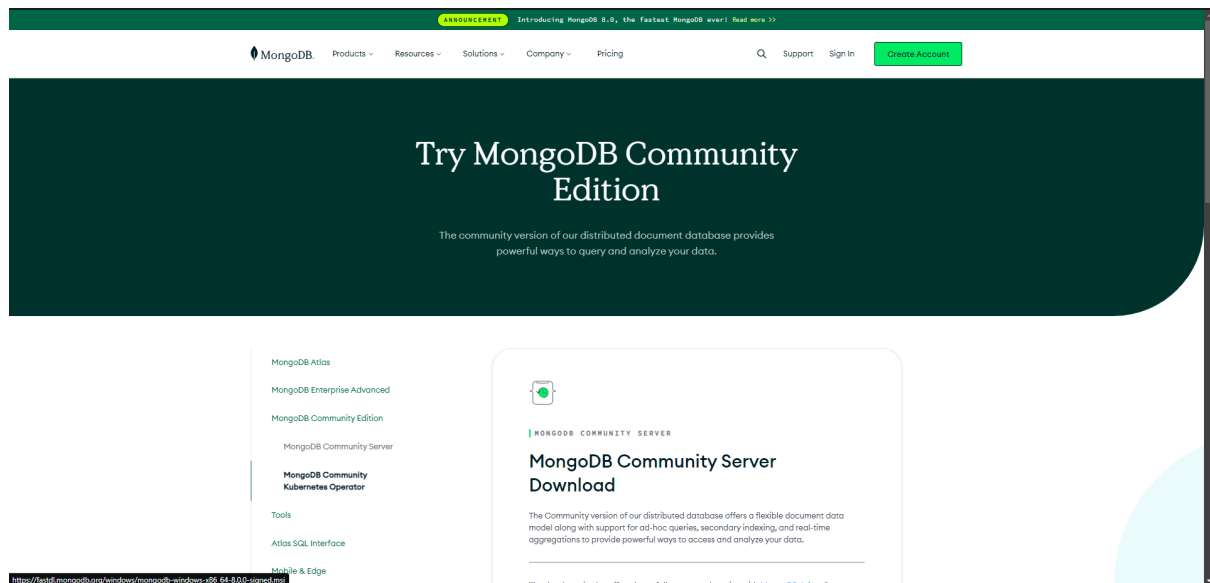 ANNOUNCEMENT Introducing MongoDB 8.0, the fastest MongoDB ever! Read more >>
MongoDB. Products Resources Solutions Company Pricing Support Sign In Create Account
Try MongoDB Community
Edition
The community version of our distributed document database provides
powerful ways to query and analyze your data.
MongoDB Atlas
MongoDB Enterprise Advanced
MongoDB Community Edition
MongoDB Community Server
MongoDB Community
Kubernetes Operator
Tools
Atlas SQL Interface
Mobile & Edge
MONGODB COMMUNITY SERVER
MongoDB Community Server
Download
The Community version of our distributed database offers a flexible document data
model along with support for ad-hoc queries, secondary indexing, and real-time
aggregations to provide powerful ways to access and analyze your data.
https://fastdl.mongodb.org/windows/mongodb-windows-x86_64-8.0.0-signed.msi